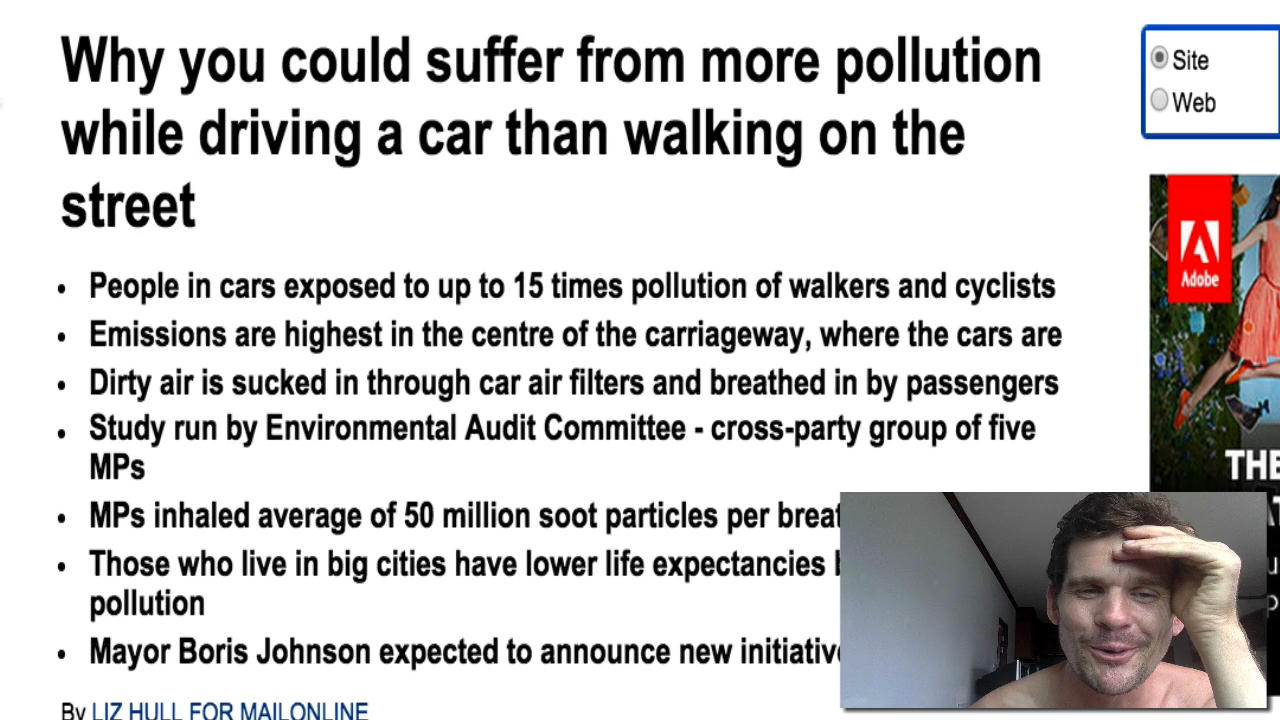 Why you could suffer from more pollution
while driving a car than walking on the
street
Site
Web
• People in cars exposed to up to 15 times pollution of walkers and cyclists
• Emissions are highest in the centre of the carriageway, where the cars are
• Dirty air is sucked in through car air filters and breathed in by passengers
• Study run by Environmental Audit Committee - cross-party group of five
MPs
• MPs inhaled average of 50 million soot particles per
• Those who live in big cities have lower life expectancies
pollution
• Mayor Boris Johnson expected to announce new
By LIZ HULL FOR MAILONLINE
Adobe
THE